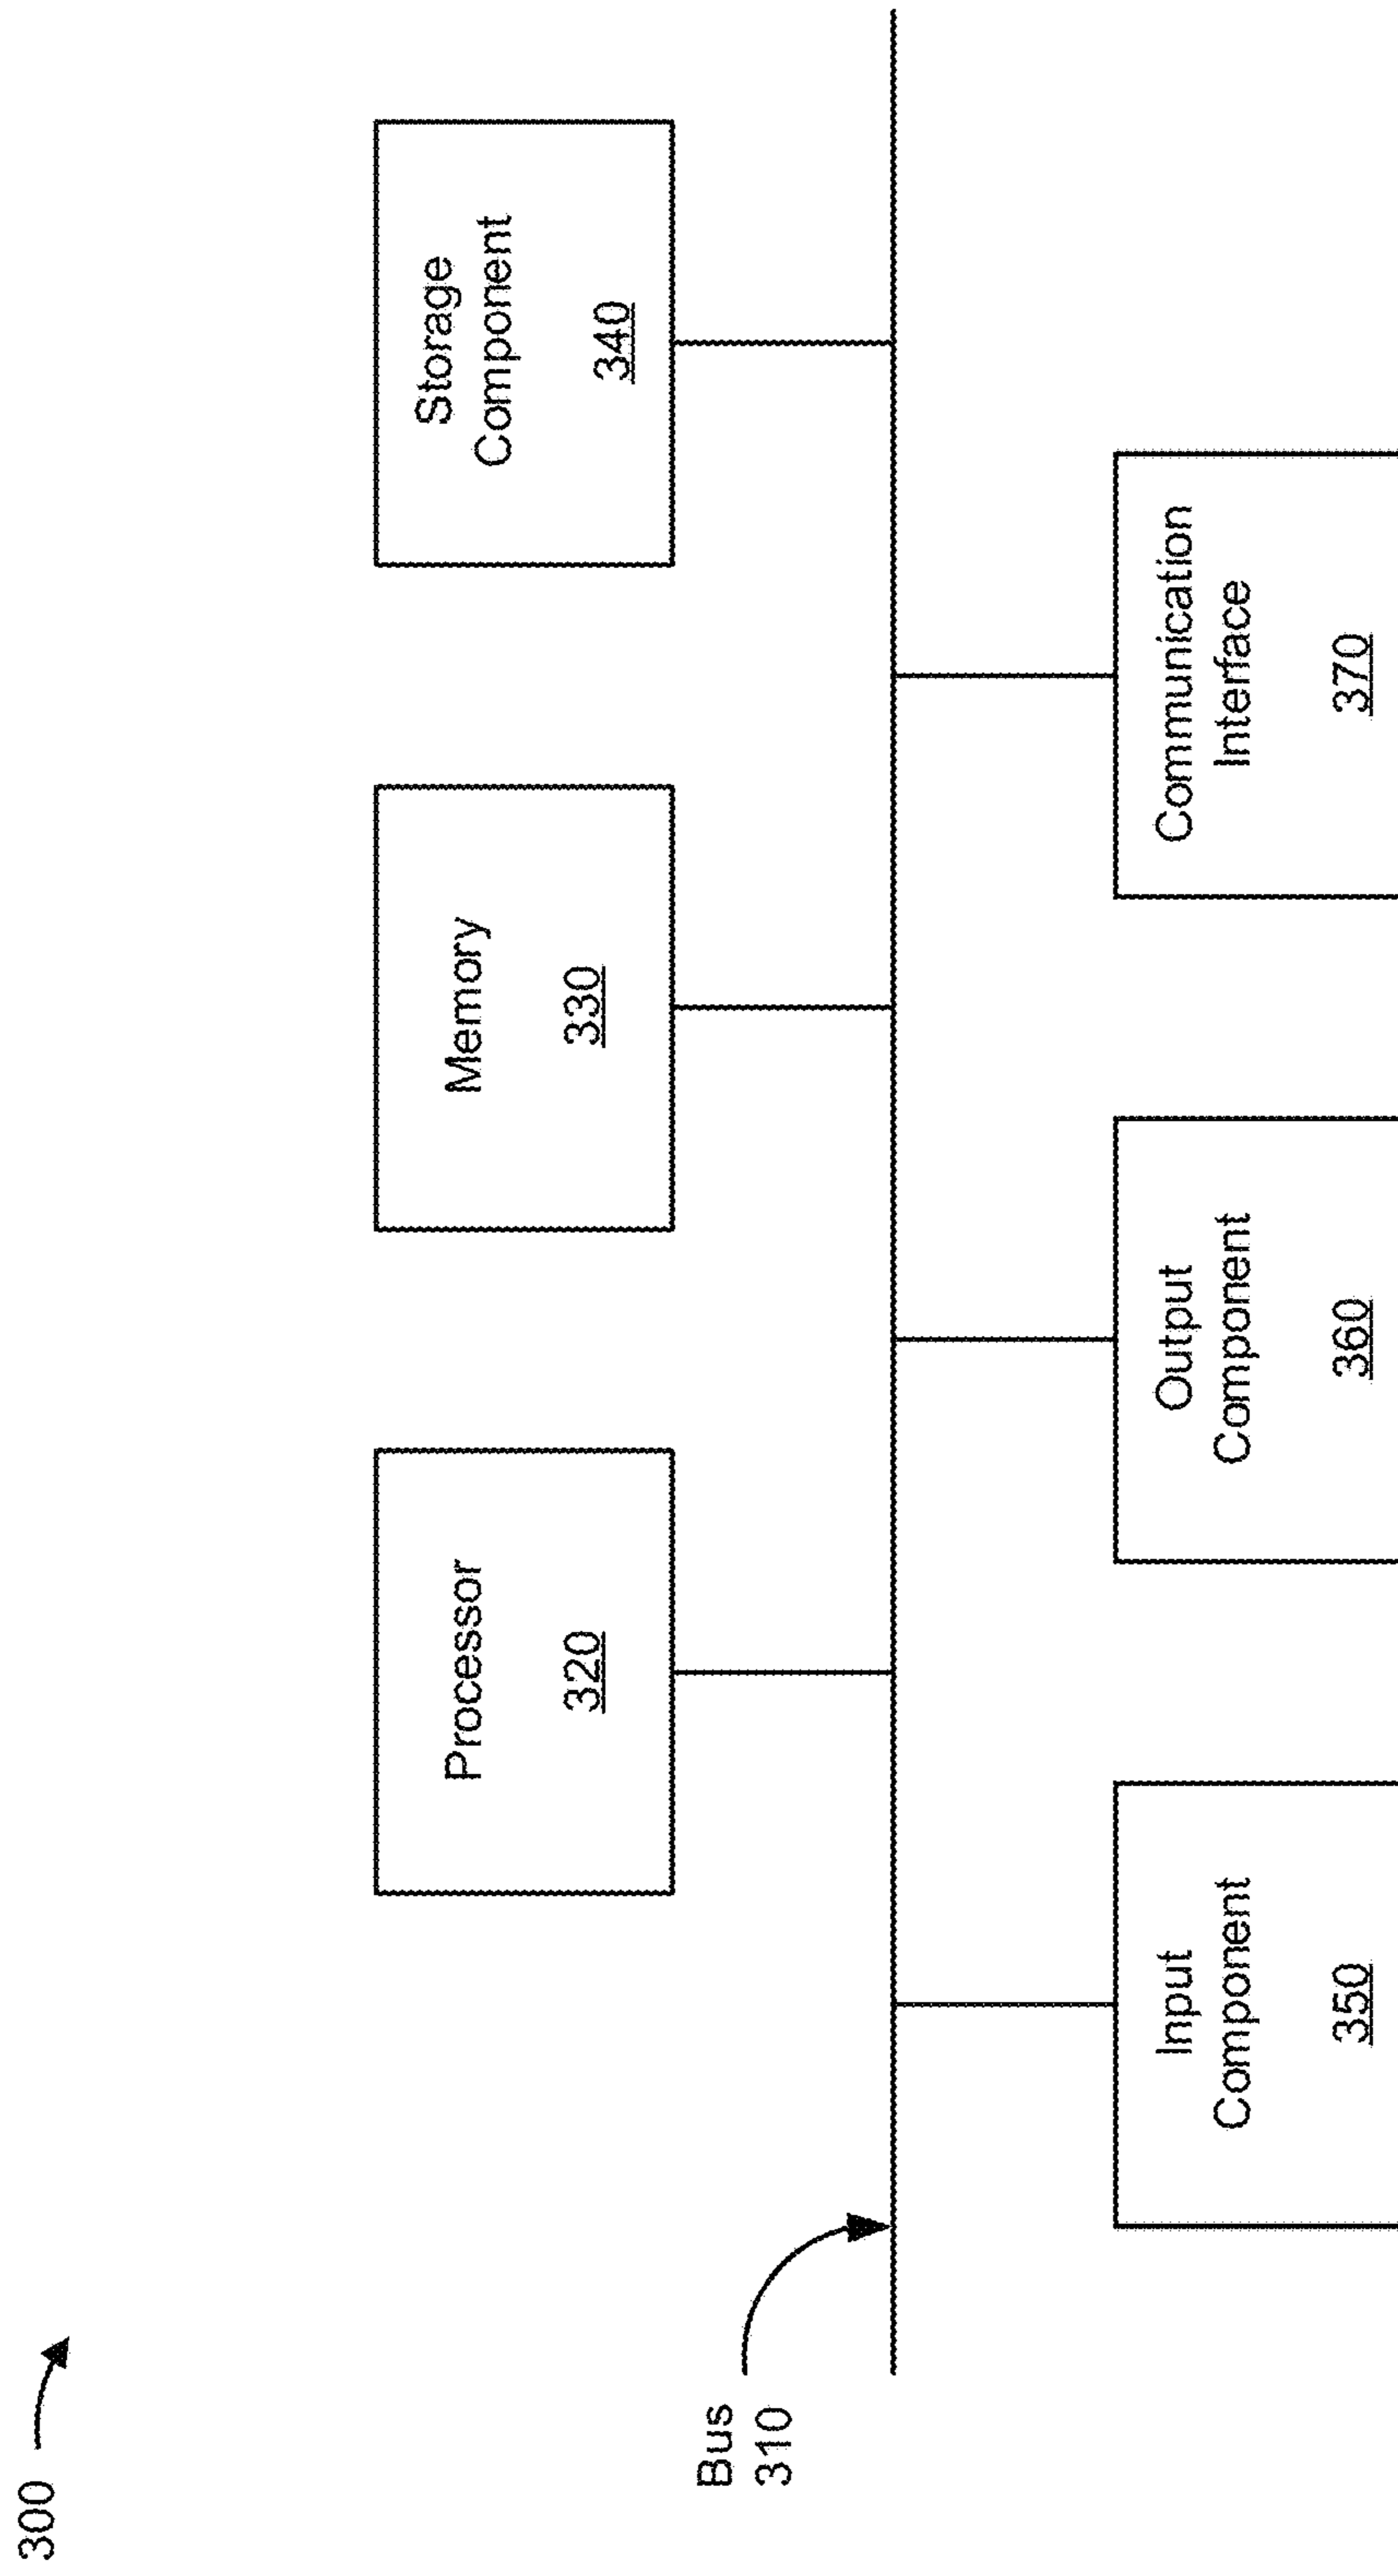 300
Bus
310
Processor
320
Memory
330
Storage
Component
340
Input
Component
350
Output
Component
360
Communication
Interface
370